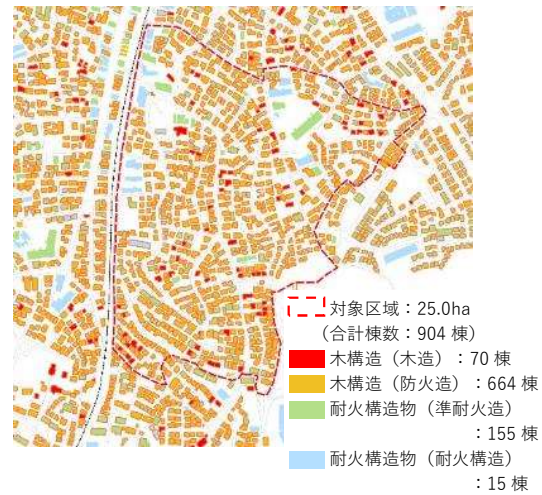 対象区域：25.0ha
（合計棟数：904 棟）
木構造（木造）：70 棟
木構造（防火造）：664 棟
耐火構造物（準耐火造）
：155 棟
耐火構造物（耐火構造）
：15 棟